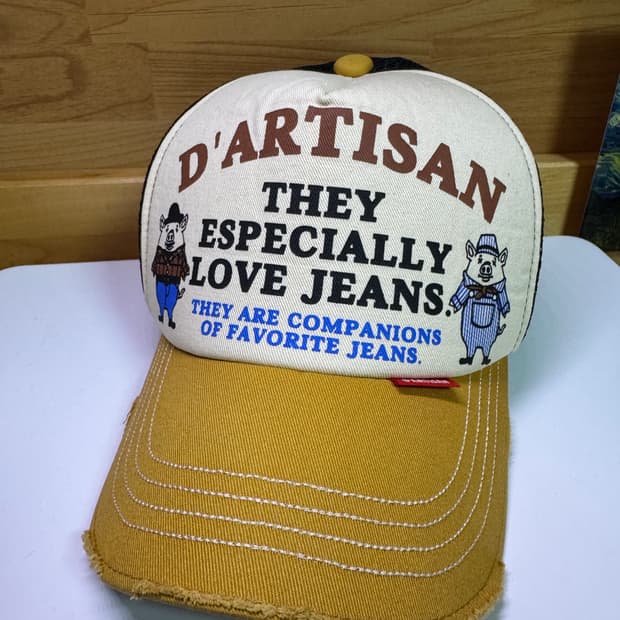 D'ARTISAN
THEY
ESPECIALLY
LOVE JEANS.
THEY ARE COMPANIONS
OF FAVORITE JEANS.